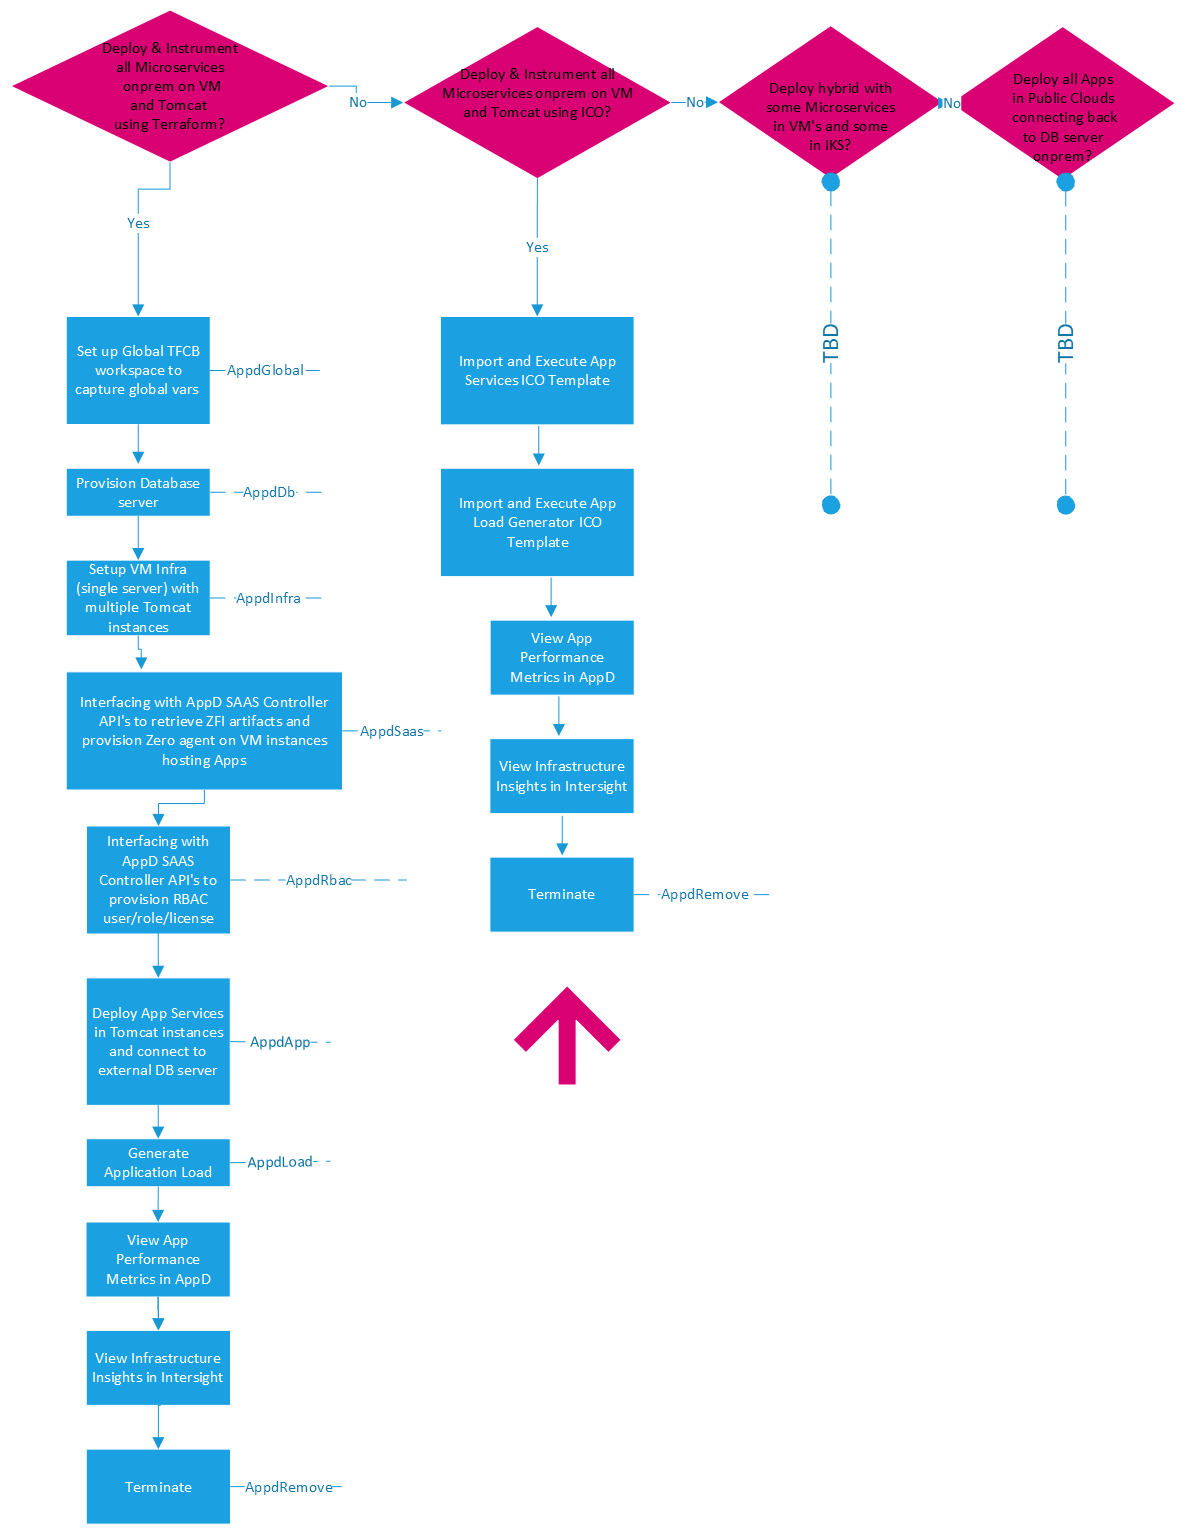 Deploy & Instrument
all Microservices
onprem on VM
and Tomcat
using Terraform?
No
Deploy & Instrument all
Microservices onprem on VM
and Tomcat using ICO?
No
Deploy hybrid with
some Microservices
in VM's and some
in IKS?
No
Deploy all Apps
in Public Clouds
connecting back
to DB server
onprem?
Yes
Set up Global TFCB
workspace to
capture global vars
AppdGlobal
Provision Database
server
AppdDb
Setup VM Infra
(single server) with
multiple Tomcat
instances
AppdInfra
Interfacing with AppD SAAS Controller
API's to retrieve ZFI artifacts and
provision Zero agent on VM instances
hosting Apps
AppdSaas
Interfacing with
AppD SAAS
Controller API's to
provision RBAC
user/role/license
AppdRbac
Deploy App Services
in Tomcat instances
and connect to
external DB server
AppdApp
Generate
Application Load
AppdLoad
View App
Performance
Metrics in AppD
View Infrastructure
Insights in Intersight
Terminate
AppdRemove
Yes
Import and Execute App
Services ICO Template
Import and Execute App
Load Generator ICO
Template
View App
Performance
Metrics in AppD
View Infrastructure
Insights in Intersight
Terminate
AppdRemove
TBD
TBD